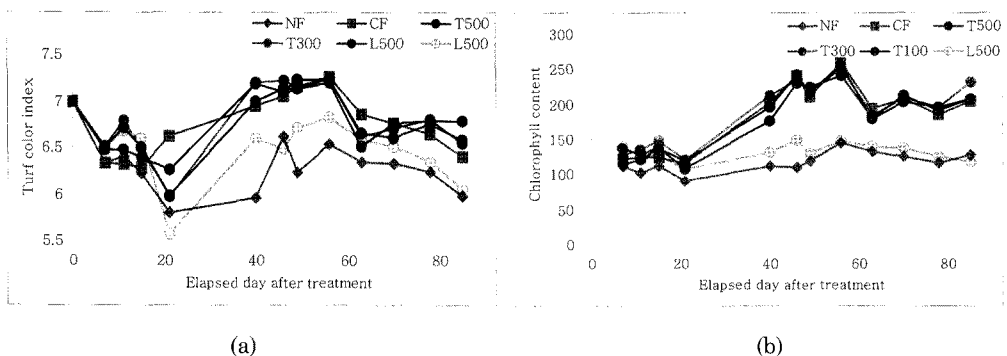 NF CF T500
T300 L500 L500
7.5
7
6.5
6
5.5
Turf color index
0 20 40 60 80
Elapsed day after treatment
(a)
NF CF T500
T300 T100 L500
300
250
200
150
100
50
0
Chlorophyll content
0 20 40 60 80
Elapsed day after treatment
(b)